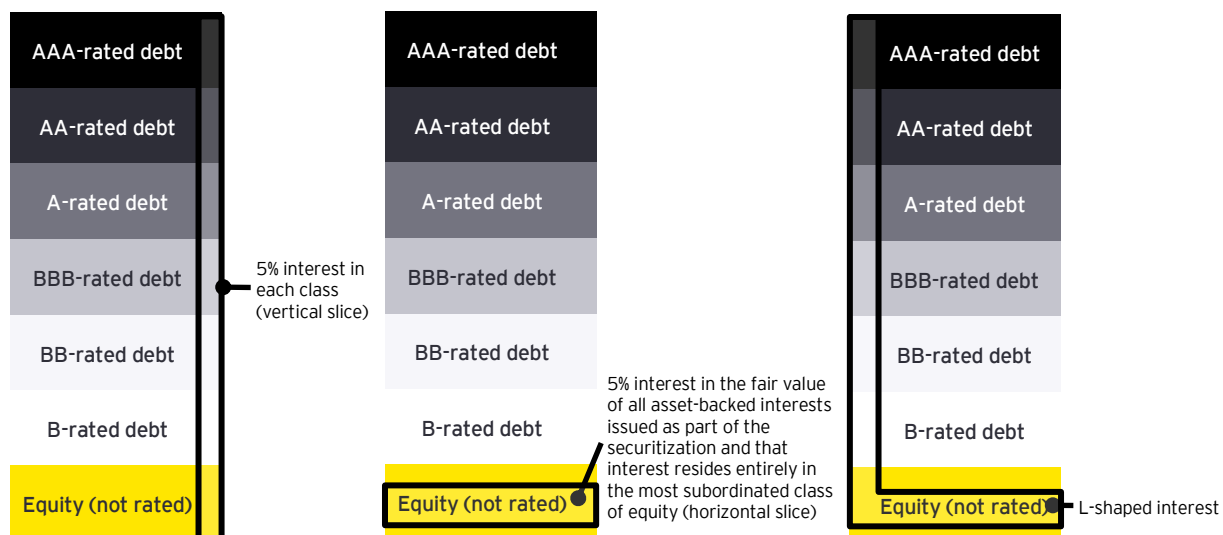 AAA-rated debt
AA-rated debt
A-rated debt
BBB-rated debt
BB-rated debt
B-rated debt
Equity (not rated)
5% interest in
each class
(vertical slice)
AAA-rated debt
AA-rated debt
A-rated debt
BBB-rated debt
BB-rated debt
B-rated debt
Equity (not rated)
5% interest in the fair value
of all asset-backed interests
issued as part of the
securitization and that
interest resides entirely in
the most subordinated class
of equity (horizontal slice)
AAA-rated debt
AA-rated debt
A-rated debt
BBB-rated debt
BB-rated debt
B-rated debt
Equity (not rated)
L-shaped interest